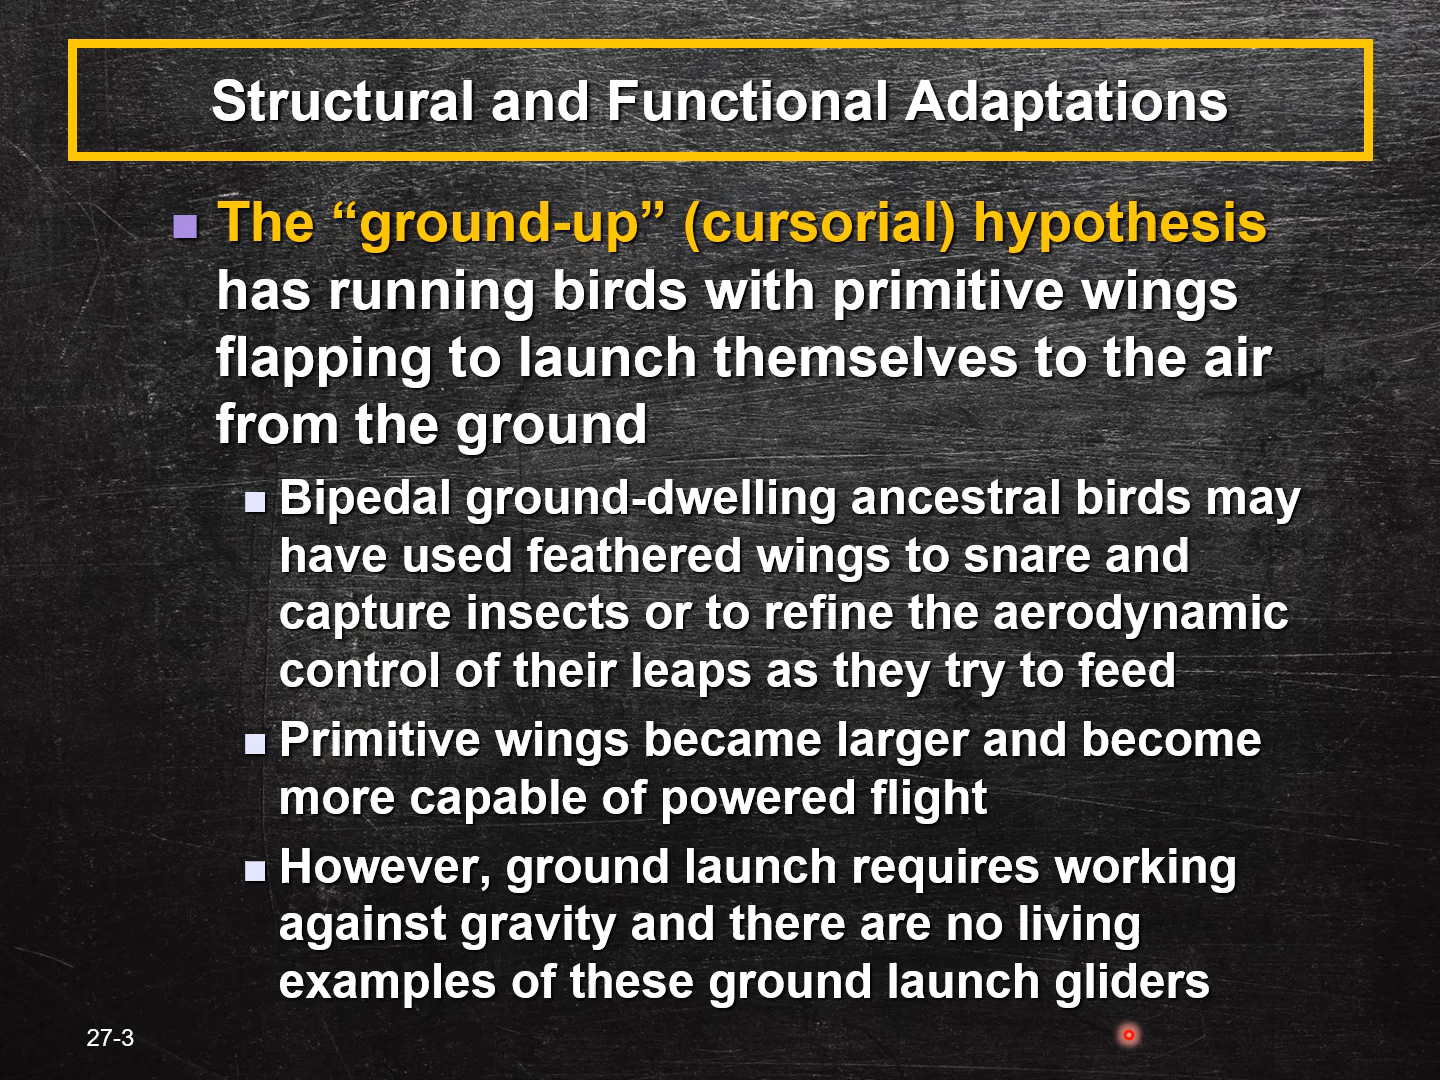 Structural and Functional Adaptations
The “ground-up” (cursorial) hypothesis
has running birds with primitive wings
flapping to launch themselves to the air
from the ground
Bipedal ground-dwelling ancestral birds may
have used feathered wings to snare and
capture insects or to refine the aerodynamic
control of their leaps as they try to feed
Primitive wings became larger and become
more capable of powered flight
However, ground launch requires working
against gravity and there are no living
examples of these ground launch gliders
27-3